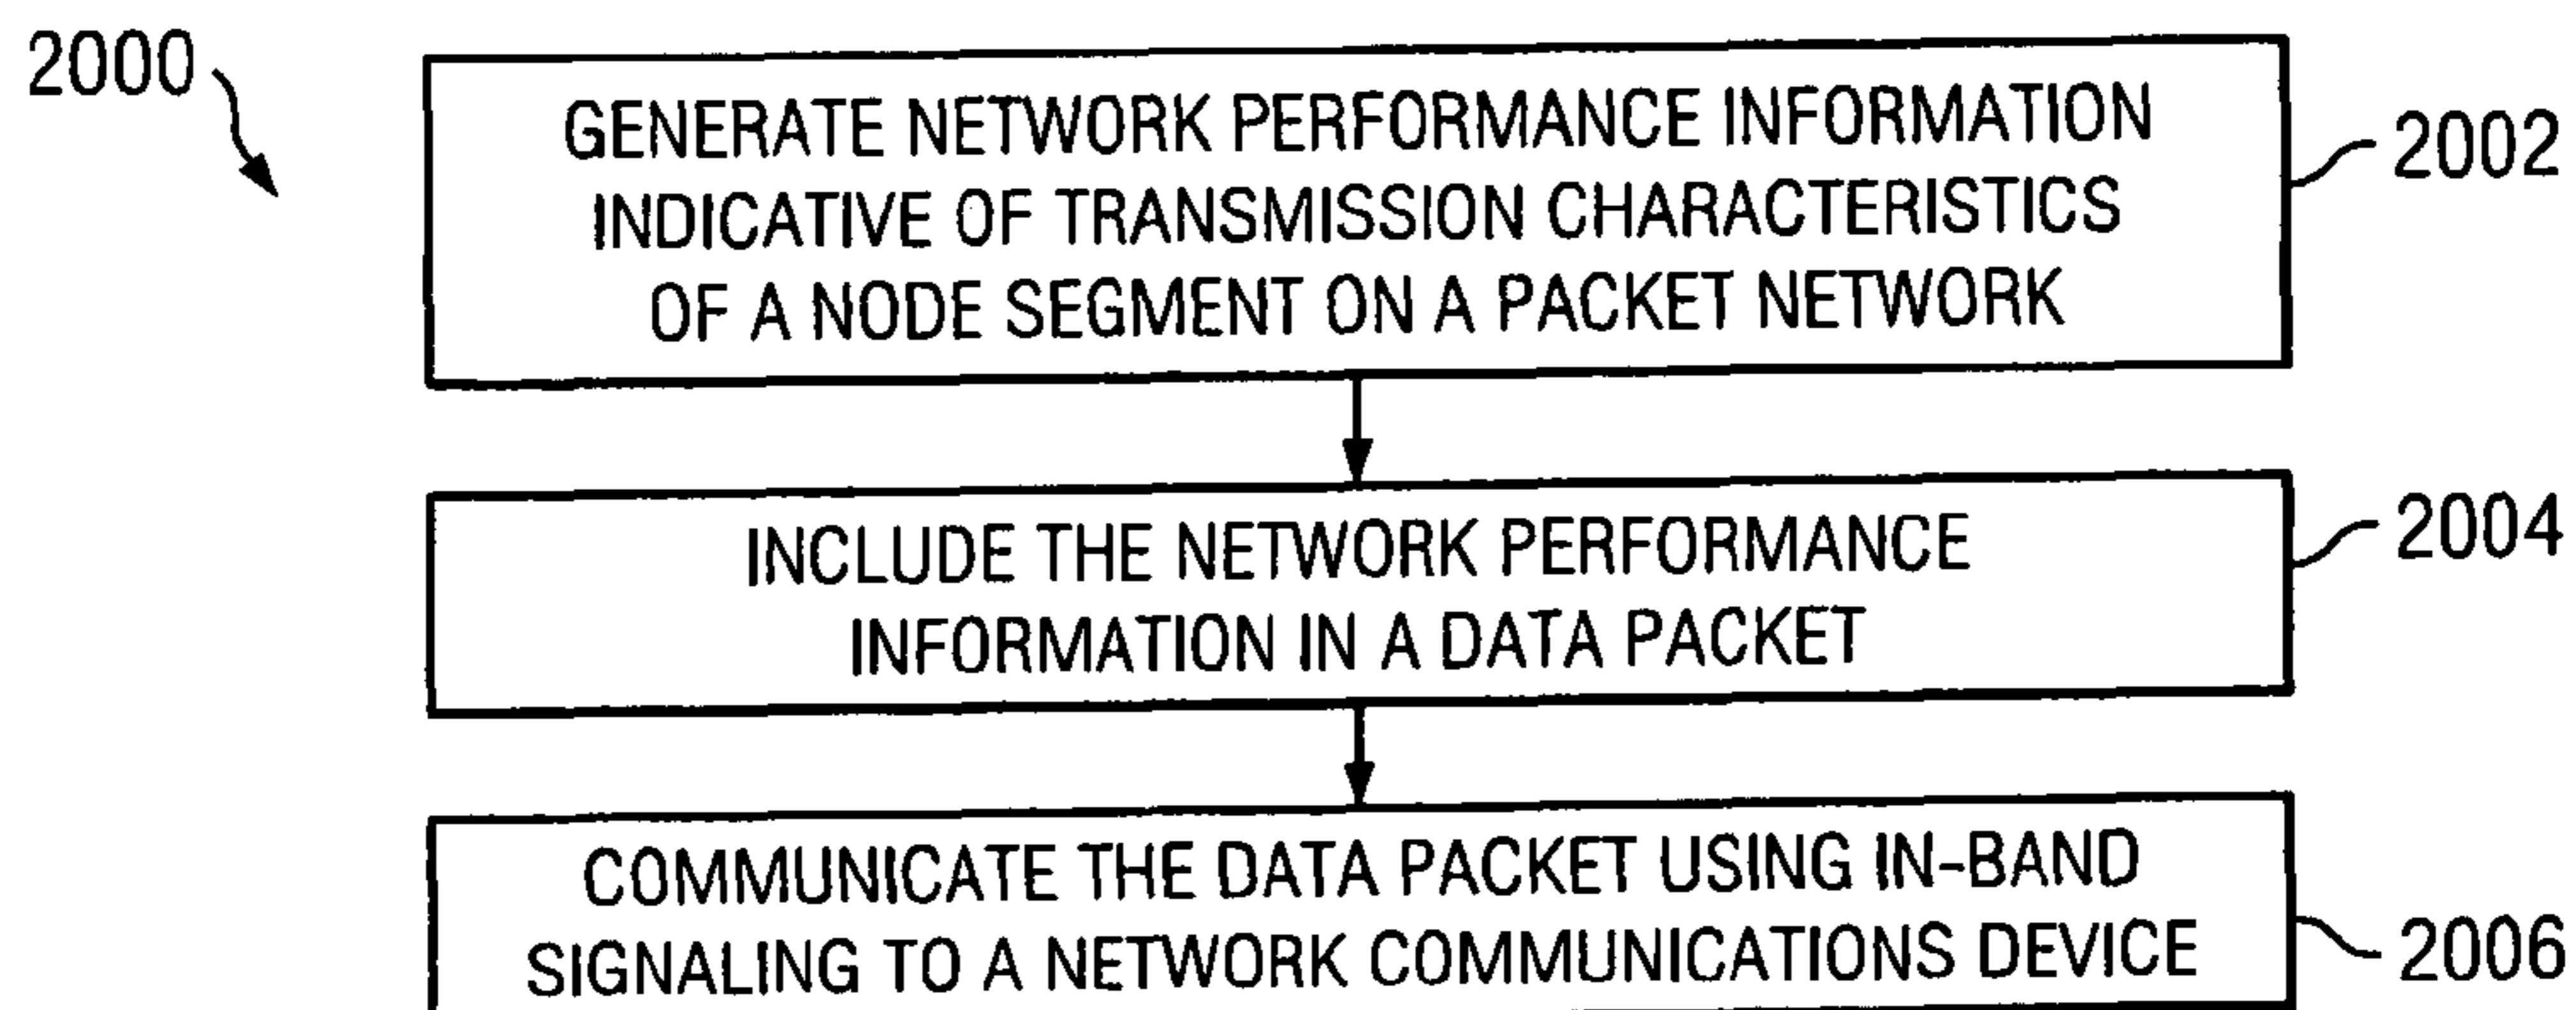 2000
GENERATE NETWORK PERFORMANCE INFORMATION
INDICATIVE OF TRANSMISSION CHARACTERISTICS
OF A NODE SEGMENT ON A PACKET NETWORK
2002
INCLUDE THE NETWORK PERFORMANCE
INFORMATION IN A DATA PACKET
2004
COMMUNICATE THE DATA PACKET USING IN-BAND
SIGNALING TO A NETWORK COMMUNICATIONS DEVICE
2006